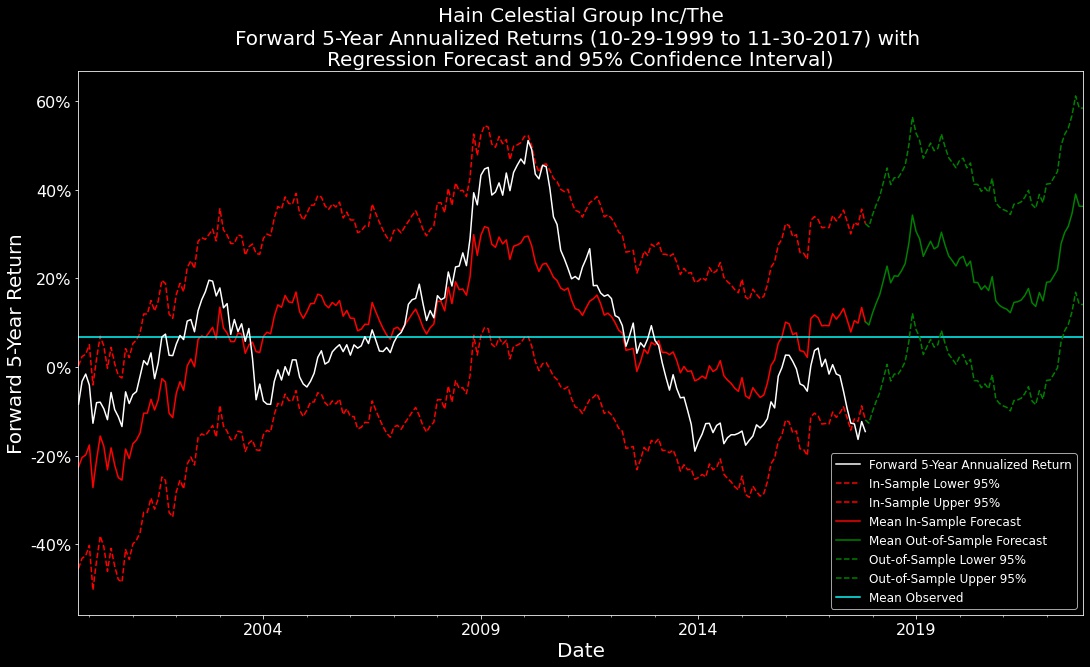 Hain Celestial Group Inc/The
Forward 5-Year Annualized Returns (10-29-1999 to 11-30-2017) with
Regression Forecast and 95% Confidence Interval)
Forward 5-Year Return
60%
40%
20%
0%
-20%
-40%
2004
2009
2014
2019
Date
Forward 5-Year Annualized Return
In-Sample Lower 95%
In-Sample Upper 95%
Mean In-Sample Forecast
Mean Out-of-Sample Forecast
Out-of-Sample Lower 95%
Out-of-Sample Upper 95%
Mean Observed